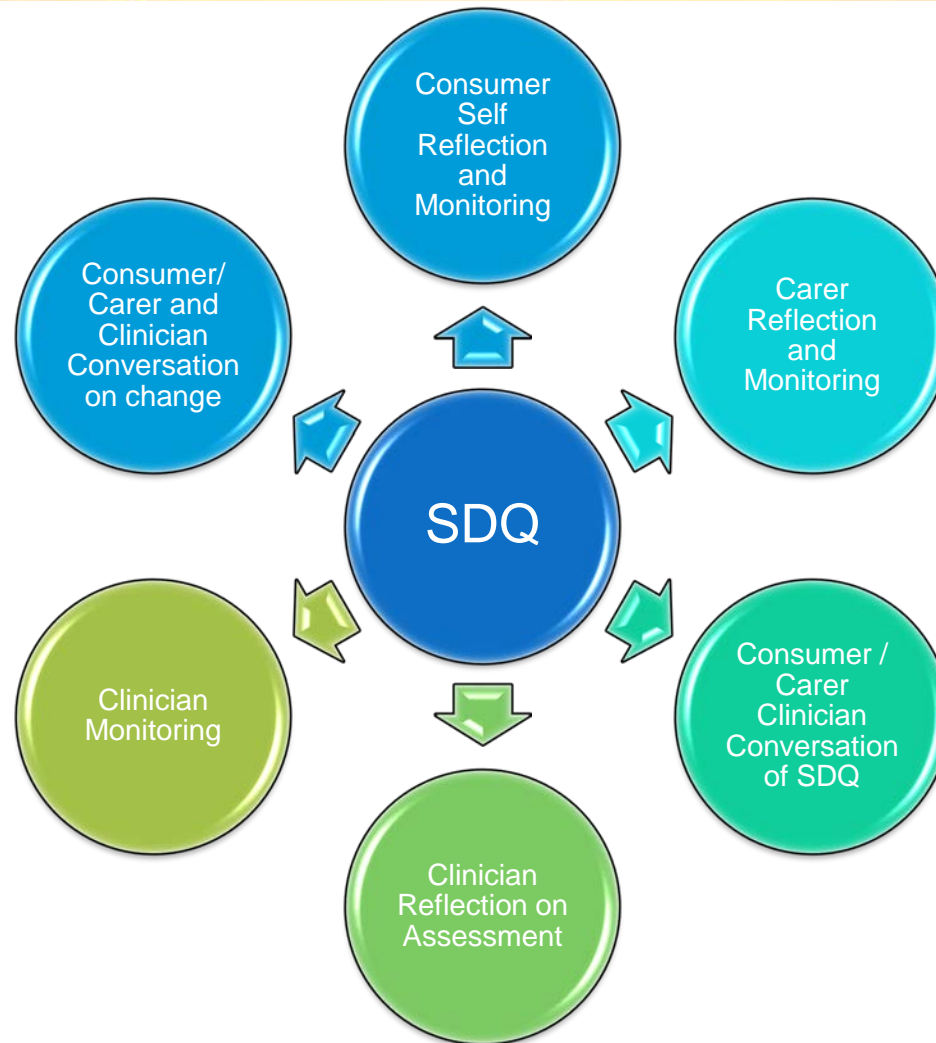 Consumer
Self
Reflection
and
Monitoring
Carer
Reflection
and
Monitoring
Consumer /
Carer
Clinician
Conversation
of SDQ
Clinician
Reflection on
Assessment
Clinician
Monitoring
Consumer/
Carer and
Clinician
Conversation
on change
SDQ